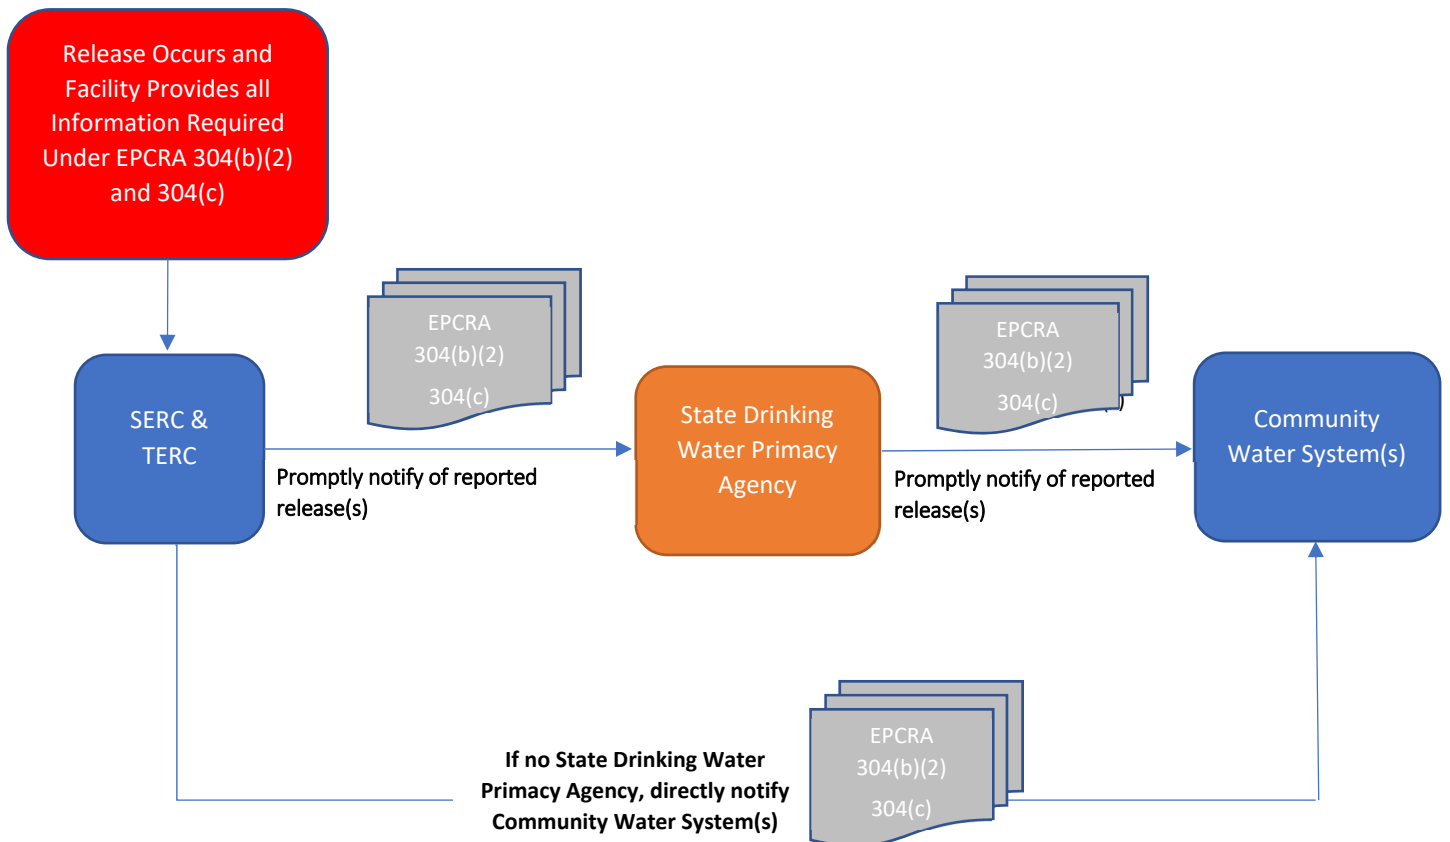 Release Occurs and
Facility Provides all
Information Required
Under EPCRA 304(b)(2)
and 304(c)
EPCRA
304(b)(2)
304(c)
EPCRA
304(b)(2)
304(c)
SERC &
TERC
State Drinking
Water Primacy
Agency
Community
Water System(s)
Promptly notify of reported
release(s)
Promptly notify of reported
release(s)
If no State Drinking Water
Primacy Agency, directly notify
Community Water System(s)
EPCRA
304(b)(2)
304(c)